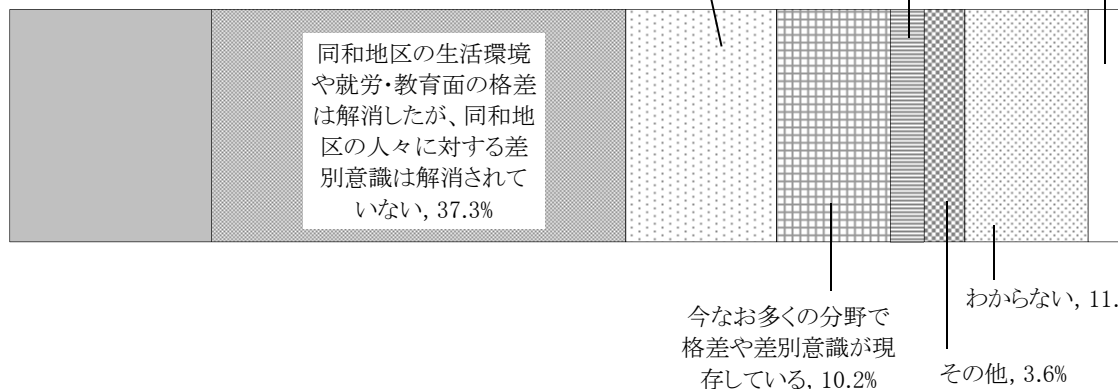 同和地区の生活環境
や就労・教育面の格差
は解消したが、同和地
区の人々に対する差
別意識は解消されて
いない, 37.3%
わからない, 11.
今なお多くの分野で
格差や差別意識が現
存している, 10.2%
その他, 3.6%